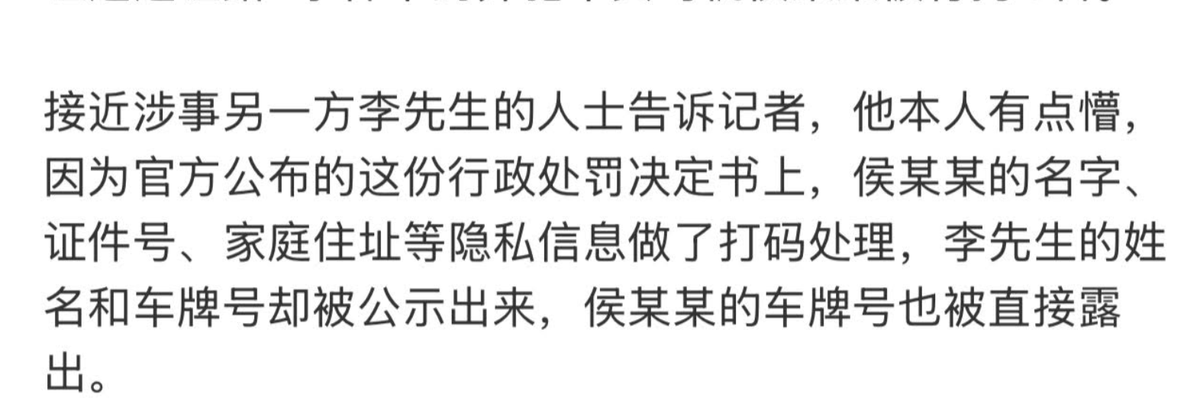 接近涉事另一方李先生的人士告诉记者，他本人有点懵，
因为官方公布的这份行政处罚决定书上，侯某某的名字、
证件号、家庭住址等隐私信息做了打码处理，李先生的姓
名和车牌号却被公示出来，侯某某的车牌号也被直接露
出。